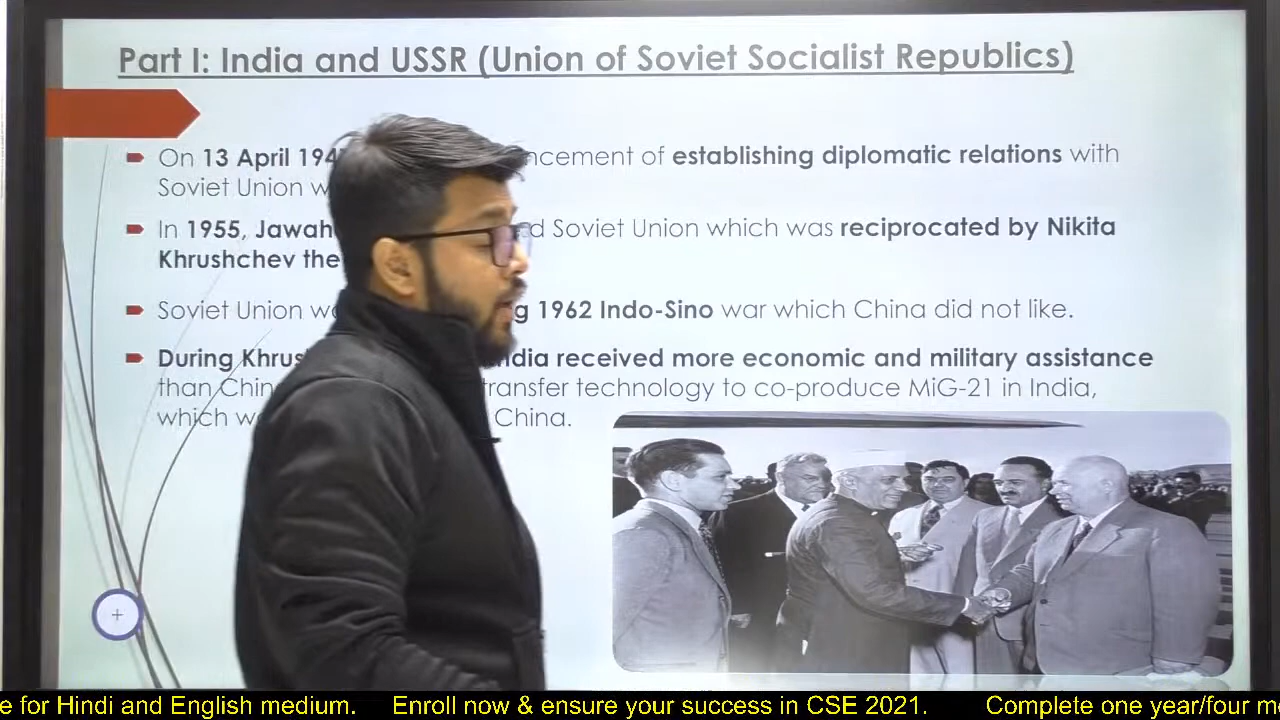 Part I: India and USSR (Union of Soviet Socialist Republics)
On 13 April 194 ncement of establishing diplomatic relations with
Soviet Union w
In 1955, Jawah d Soviet Union which was reciprocated by Nikita
Khrushchev the
Soviet Union w g 1962 Indo-Sino war which China did not like.
During Khrus India received more economic and military assistance
than Chin transfer technology to co-produce MiG-21 in India,
which w China.
e for Hindi and English medium. Enroll now & ensure your success in CSE 2021. Complete one year/four m